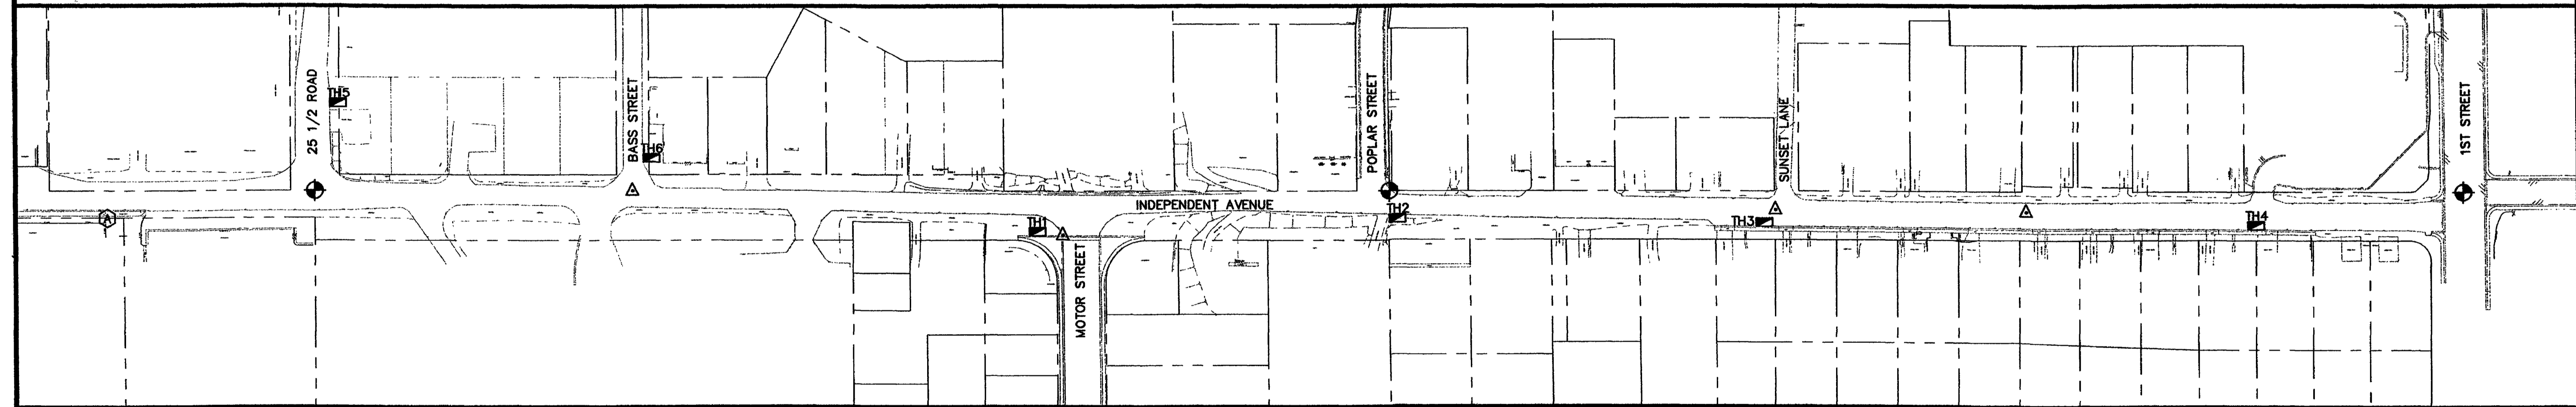 25 1/2 ROAD
TH5
BASS STREET
TH6
POPLAR STREET
SUNSET LANE
1ST STREET
A
INDEPENDENT AVENUE
TH1
TH2
TH3
TH4
MOTOR STREET